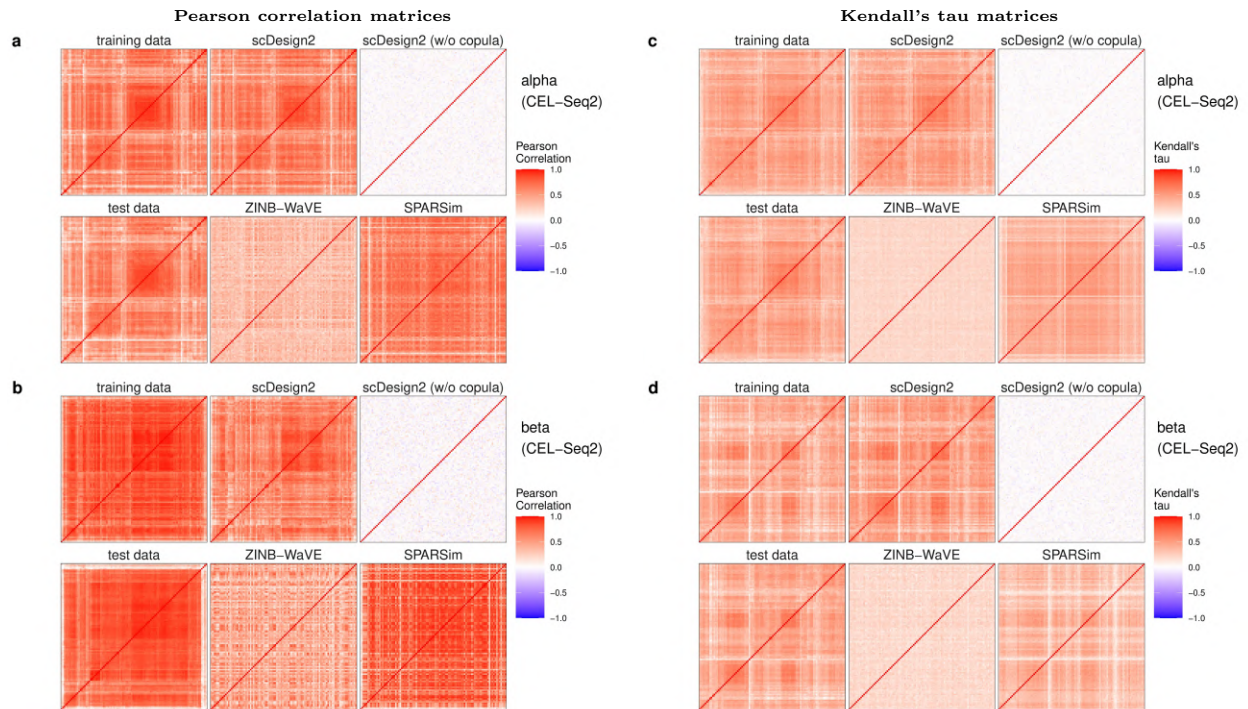 Pearson correlation matrices
a
training data
scDesign2
scDesign2 (w/o copula)
alpha
(CEL−Seq2)
Pearson
Correlation
1.0
0.5
0.0
−0.5
−1.0
test data
ZINB−WaVE
SPARSim
b
training data
scDesign2
scDesign2 (w/o copula)
beta
(CEL−Seq2)
Pearson
Correlation
1.0
0.5
0.0
−0.5
−1.0
test data
ZINB−WaVE
SPARSim
Kendall's tau matrices
c
training data
scDesign2
scDesign2 (w/o copula)
alpha
(CEL−Seq2)
Kendall's
tau
1.0
0.5
0.0
−0.5
−1.0
test data
ZINB−WaVE
SPARSim
d
training data
scDesign2
scDesign2 (w/o copula)
beta
(CEL−Seq2)
Kendall's
tau
1.0
0.5
0.0
−0.5
−1.0
test data
ZINB−WaVE
SPARSim